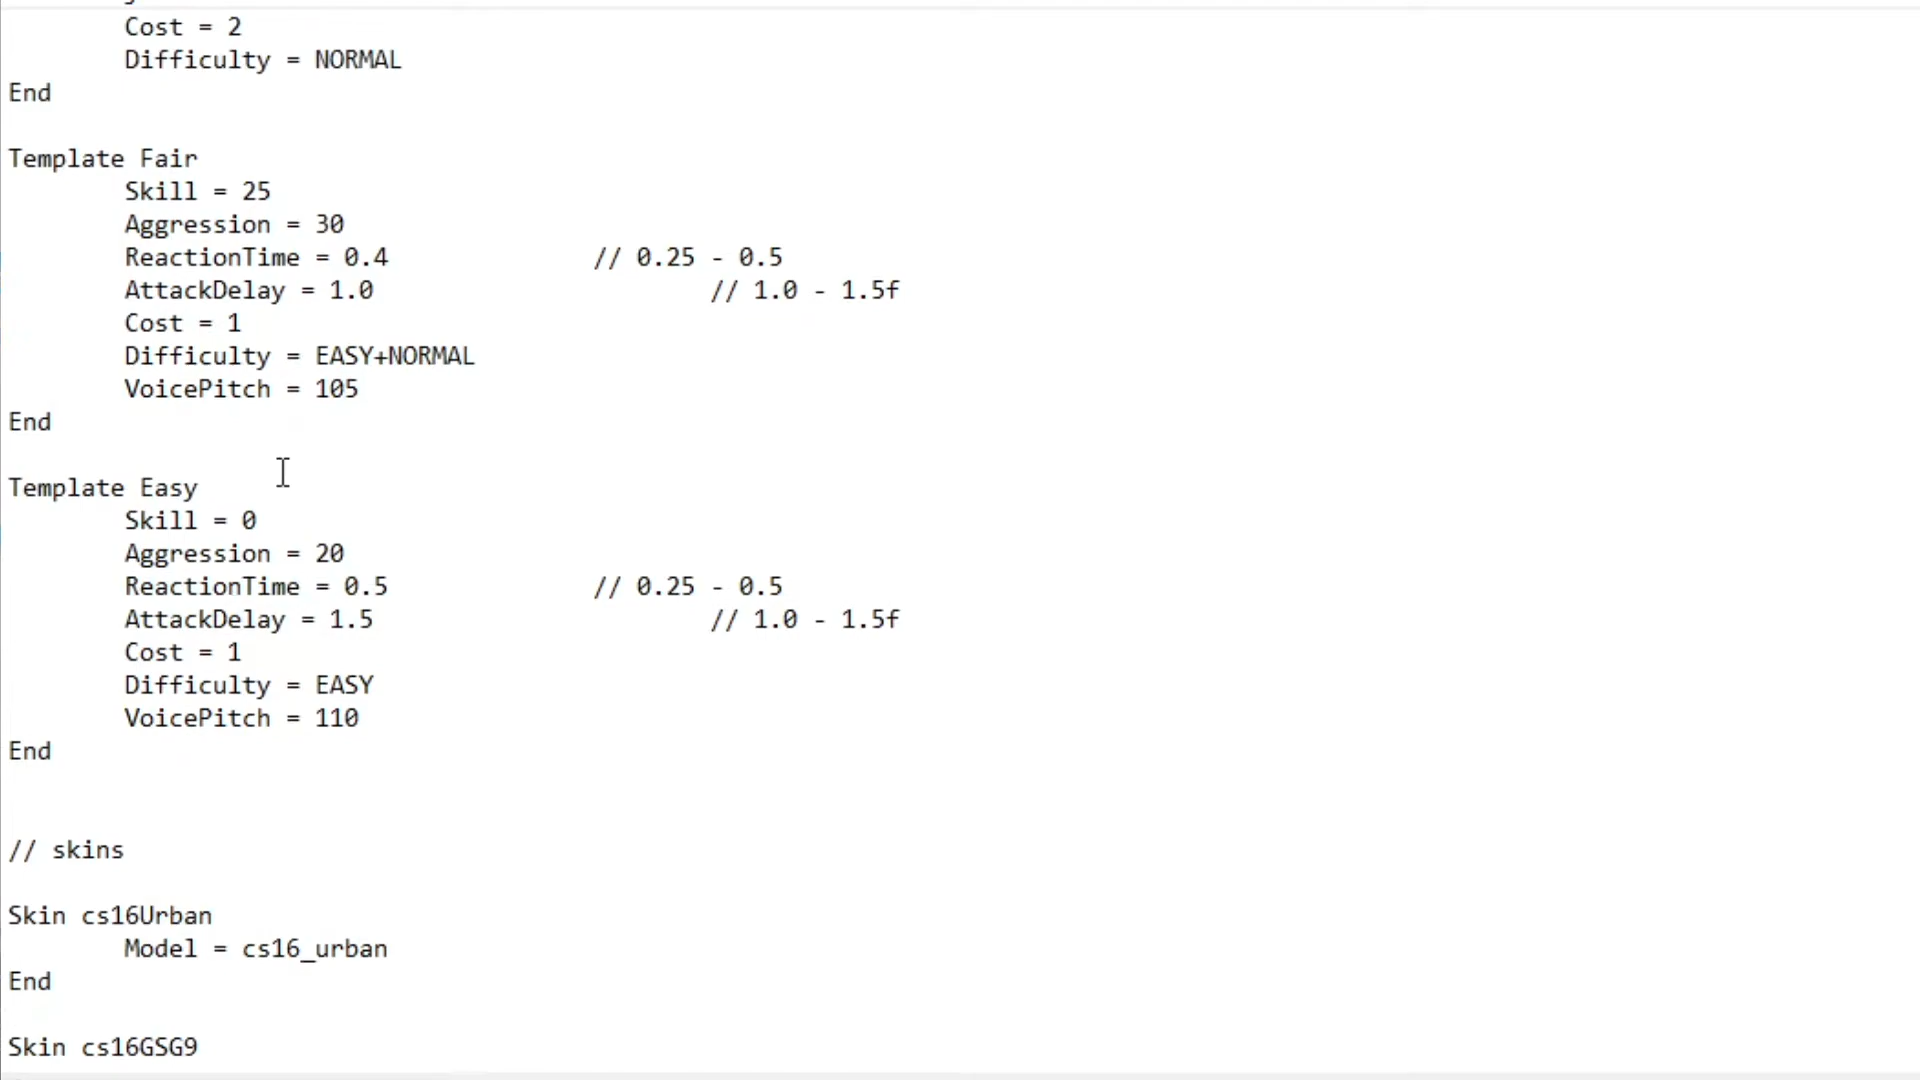 Cost = 2
Difficulty = NORMAL
End
Template Fair
Skill = 25
Aggression = 30
ReactionTime = 0.4 // 0.25 - 0.5
AttackDelay = 1.0 // 1.0 - 1.5f
Cost = 1
Difficulty = EASY+NORMAL
VoicePitch = 105
End
Template Easy
Skill = 0
Aggression = 20
ReactionTime = 0.5 // 0.25 - 0.5
AttackDelay = 1.5 // 1.0 - 1.5f
Cost = 1
Difficulty = EASY
VoicePitch = 110
End
// skins
Skin cs16Urban
Model = cs16_urban
End
Skin cs16GSG9